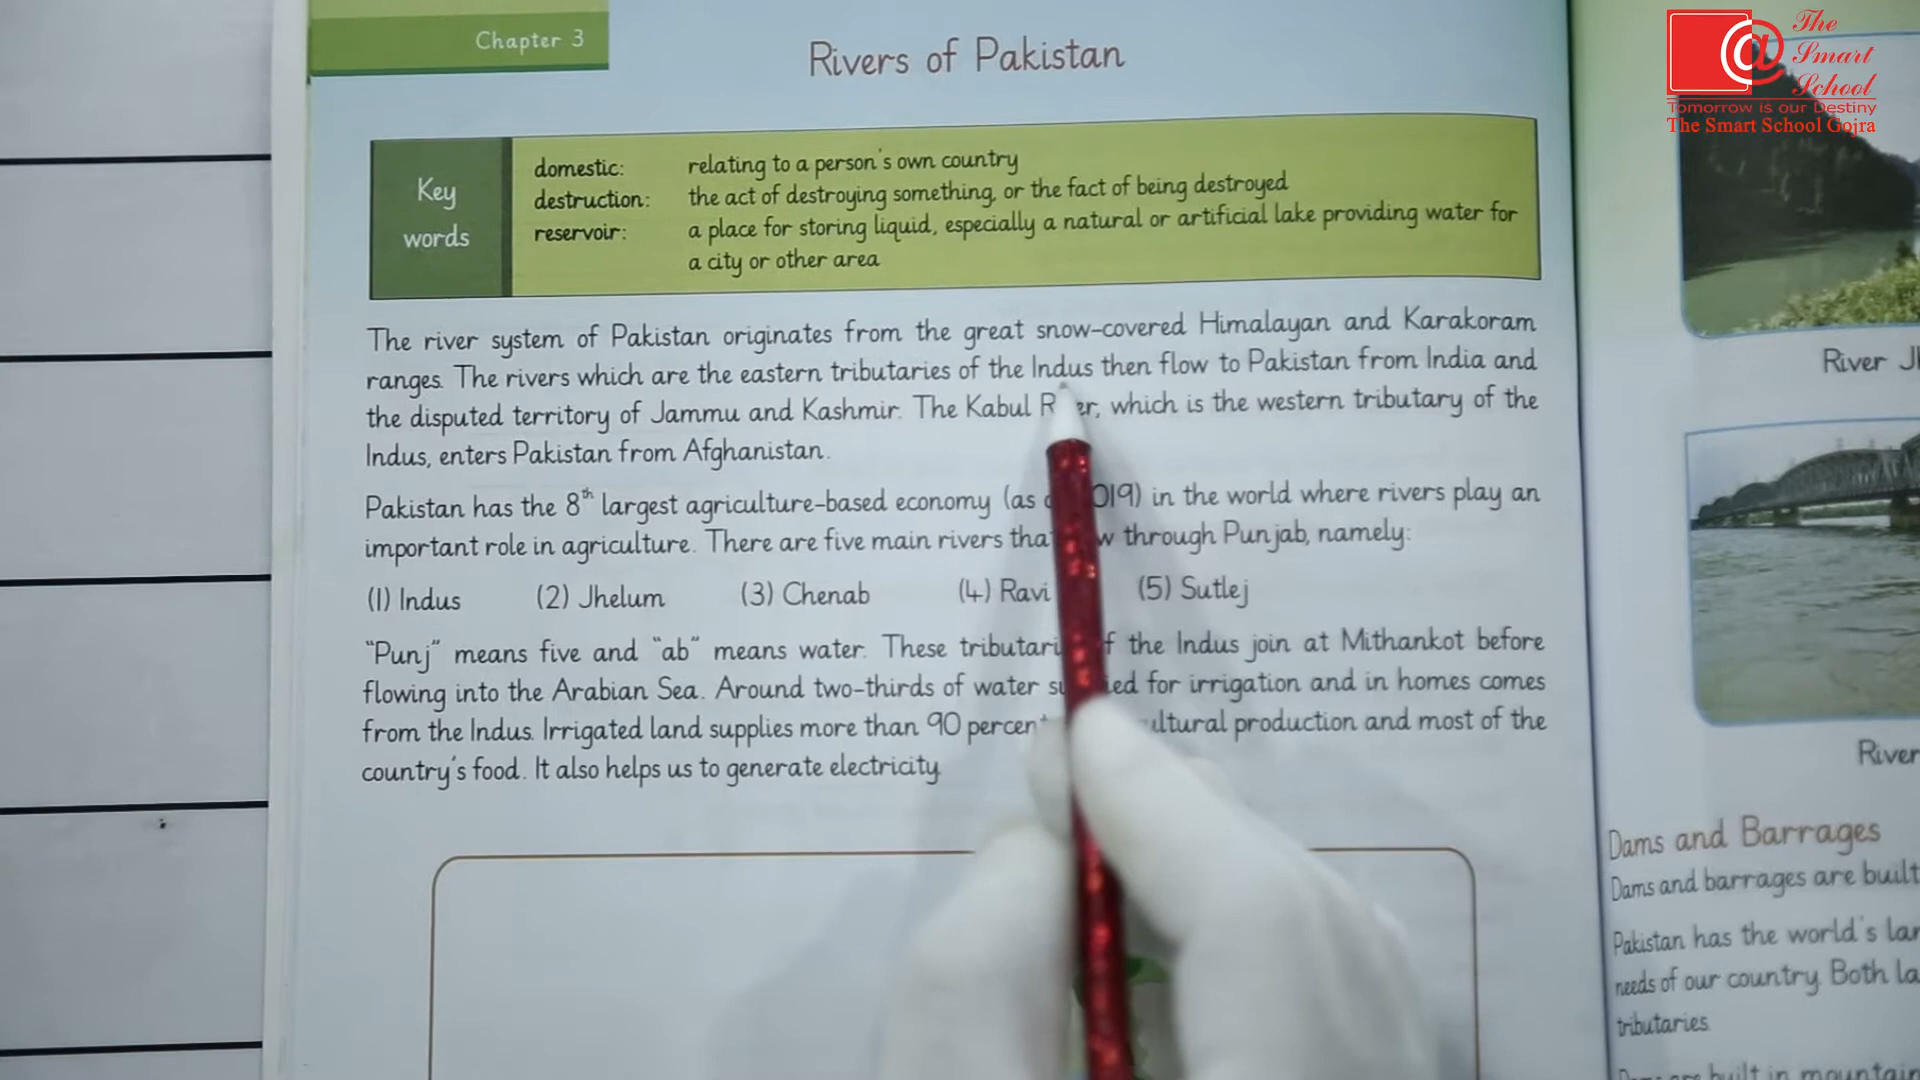 Chapter 3
Rivers of Pakistan
The
Smart
School
Tomorrow is our Destiny
The Smart School Gojra
Key
words
domestic: relating to a person's own country
destruction: the act of destroying something, or the fact of being destroyed
reservoir: a place for storing liquid, especially a natural or artificial lake providing water for
a city or other area
The river system of Pakistan originates from the great snow-covered Himalayan and Karakoram
ranges. The rivers which are the eastern tributaries of the Indus then flow to Pakistan from India and
the disputed territory of Jammu and Kashmir. The Kabul River, which is the western tributary of the
Indus, enters Pakistan from Afghanistan.
Pakistan has the 8th largest agriculture-based economy (as 2019) in the world where rivers play an
important role in agriculture. There are five main rivers that through Punjab, namely:
(1) Indus (2) Jhelum (3) Chenab (4) Ravi (5) Sutlej
"Punj" means five and "ab" means water. These tributaries of the Indus join at Mithankot before
flowing into the Arabian Sea. Around two-thirds of water supplied for irrigation and in homes comes
from the Indus. Irrigated land supplies more than 90 percent production and most of the
country's food. It also helps us to generate electricity
River
River
Dams and Barrages
Dams and barrages are built
Pakistan has the world's
needs of our country. Both
tributaries.
built in